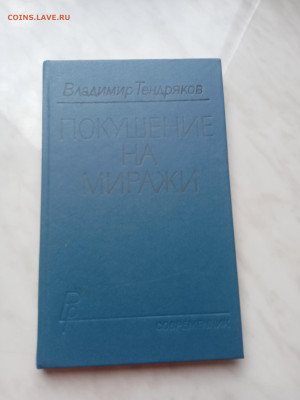 COINS.LAVE.RU
Владимир Тендряков
ПОКУШЕНИЕ
НА
МИРАЖИ
СОВРЕМЕННИК